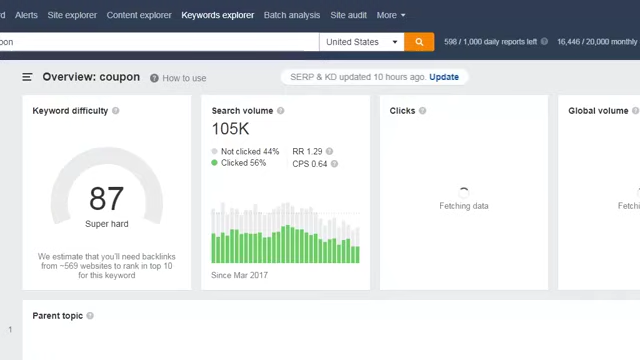 rd Alerts Site explorer Content explorer Keywords explorer Batch analysis Site audit More
pon United States 598 / 1,000 daily reports left 16,446 / 20,000 monthly
Overview: coupon How to use SERP & KD updated 10 hours ago. Update
Keyword difficulty
87
Super hard
We estimate that you'll need backlinks
from ~569 websites to rank in top 10
for this keyword
Search volume
105K
Not clicked 44% RR 1.29
Clicked 56% CPS 0.64
Since Mar 2017
Clicks
Fetching data
Global volume
Fetchi
Parent topic
1